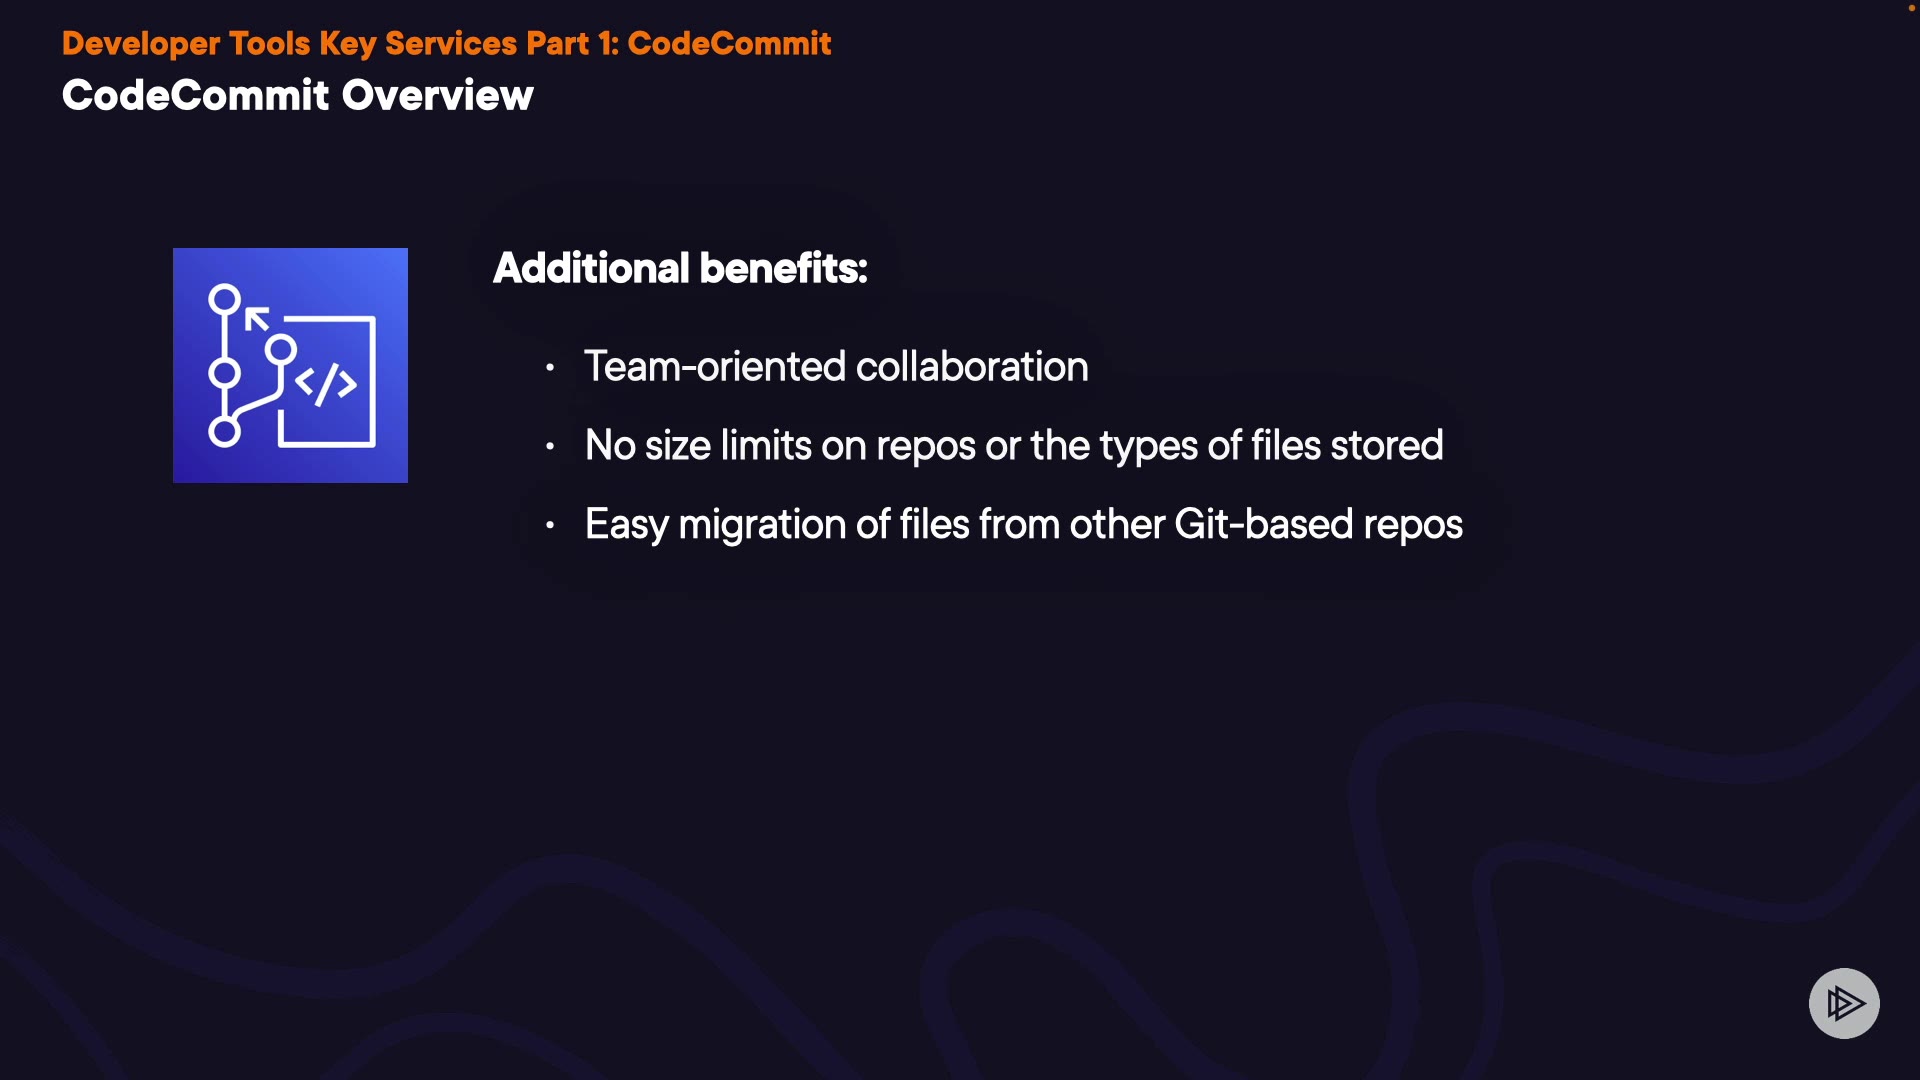 Developer Tools Key Services Part 1: CodeCommit
CodeCommit Overview
Additional benefits:
• Team-oriented collaboration
• No size limits on repos or the types of files stored
• Easy migration of files from other Git-based repos